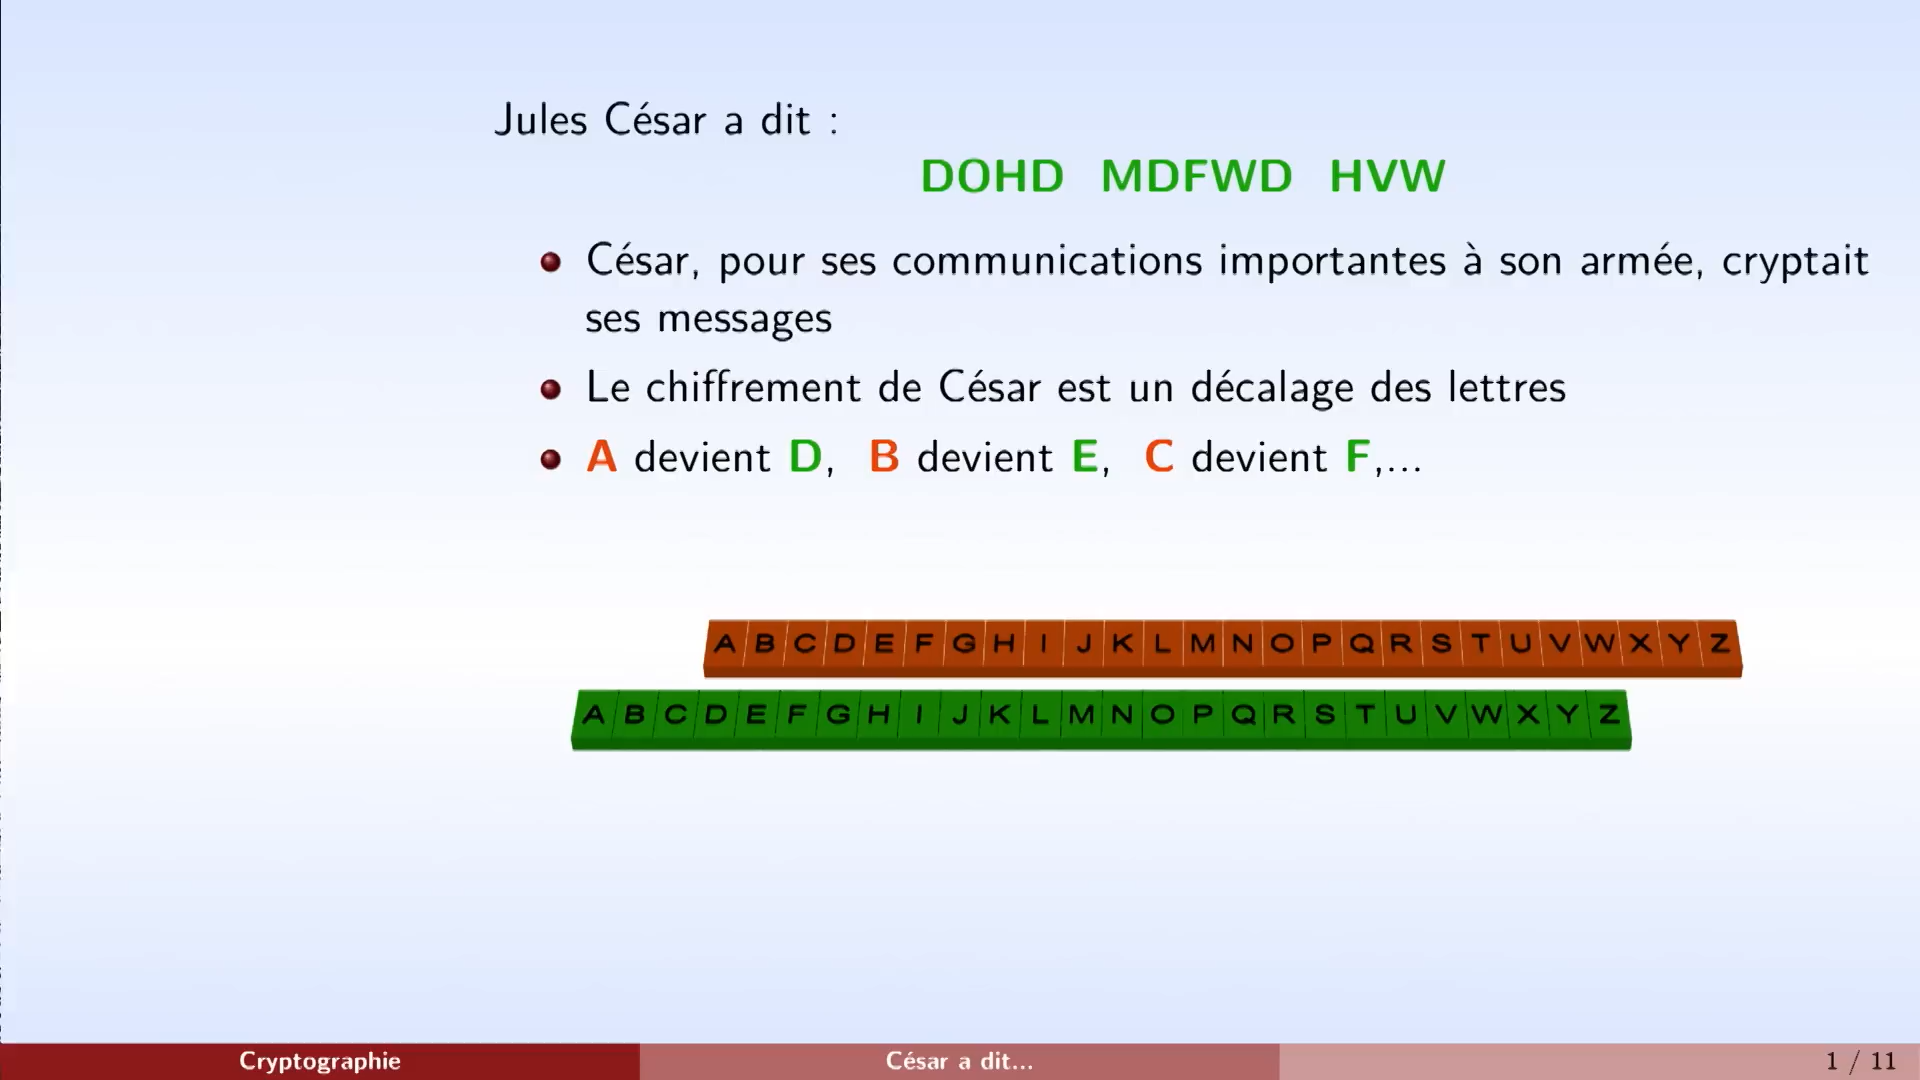 Jules César a dit :
DOHD MDFWD HVW
César, pour ses communications importantes à son armée, cryptait
ses messages
Le chiffrement de César est un décalage des lettres
A devient D, B devient E, C devient F,...
A B C D E F G H I J K L M N O P Q R S T U V W X Y Z
A B C D E F G H I J K L M N O P Q R S T U V W X Y Z
Cryptographie César a dit... 1 / 11